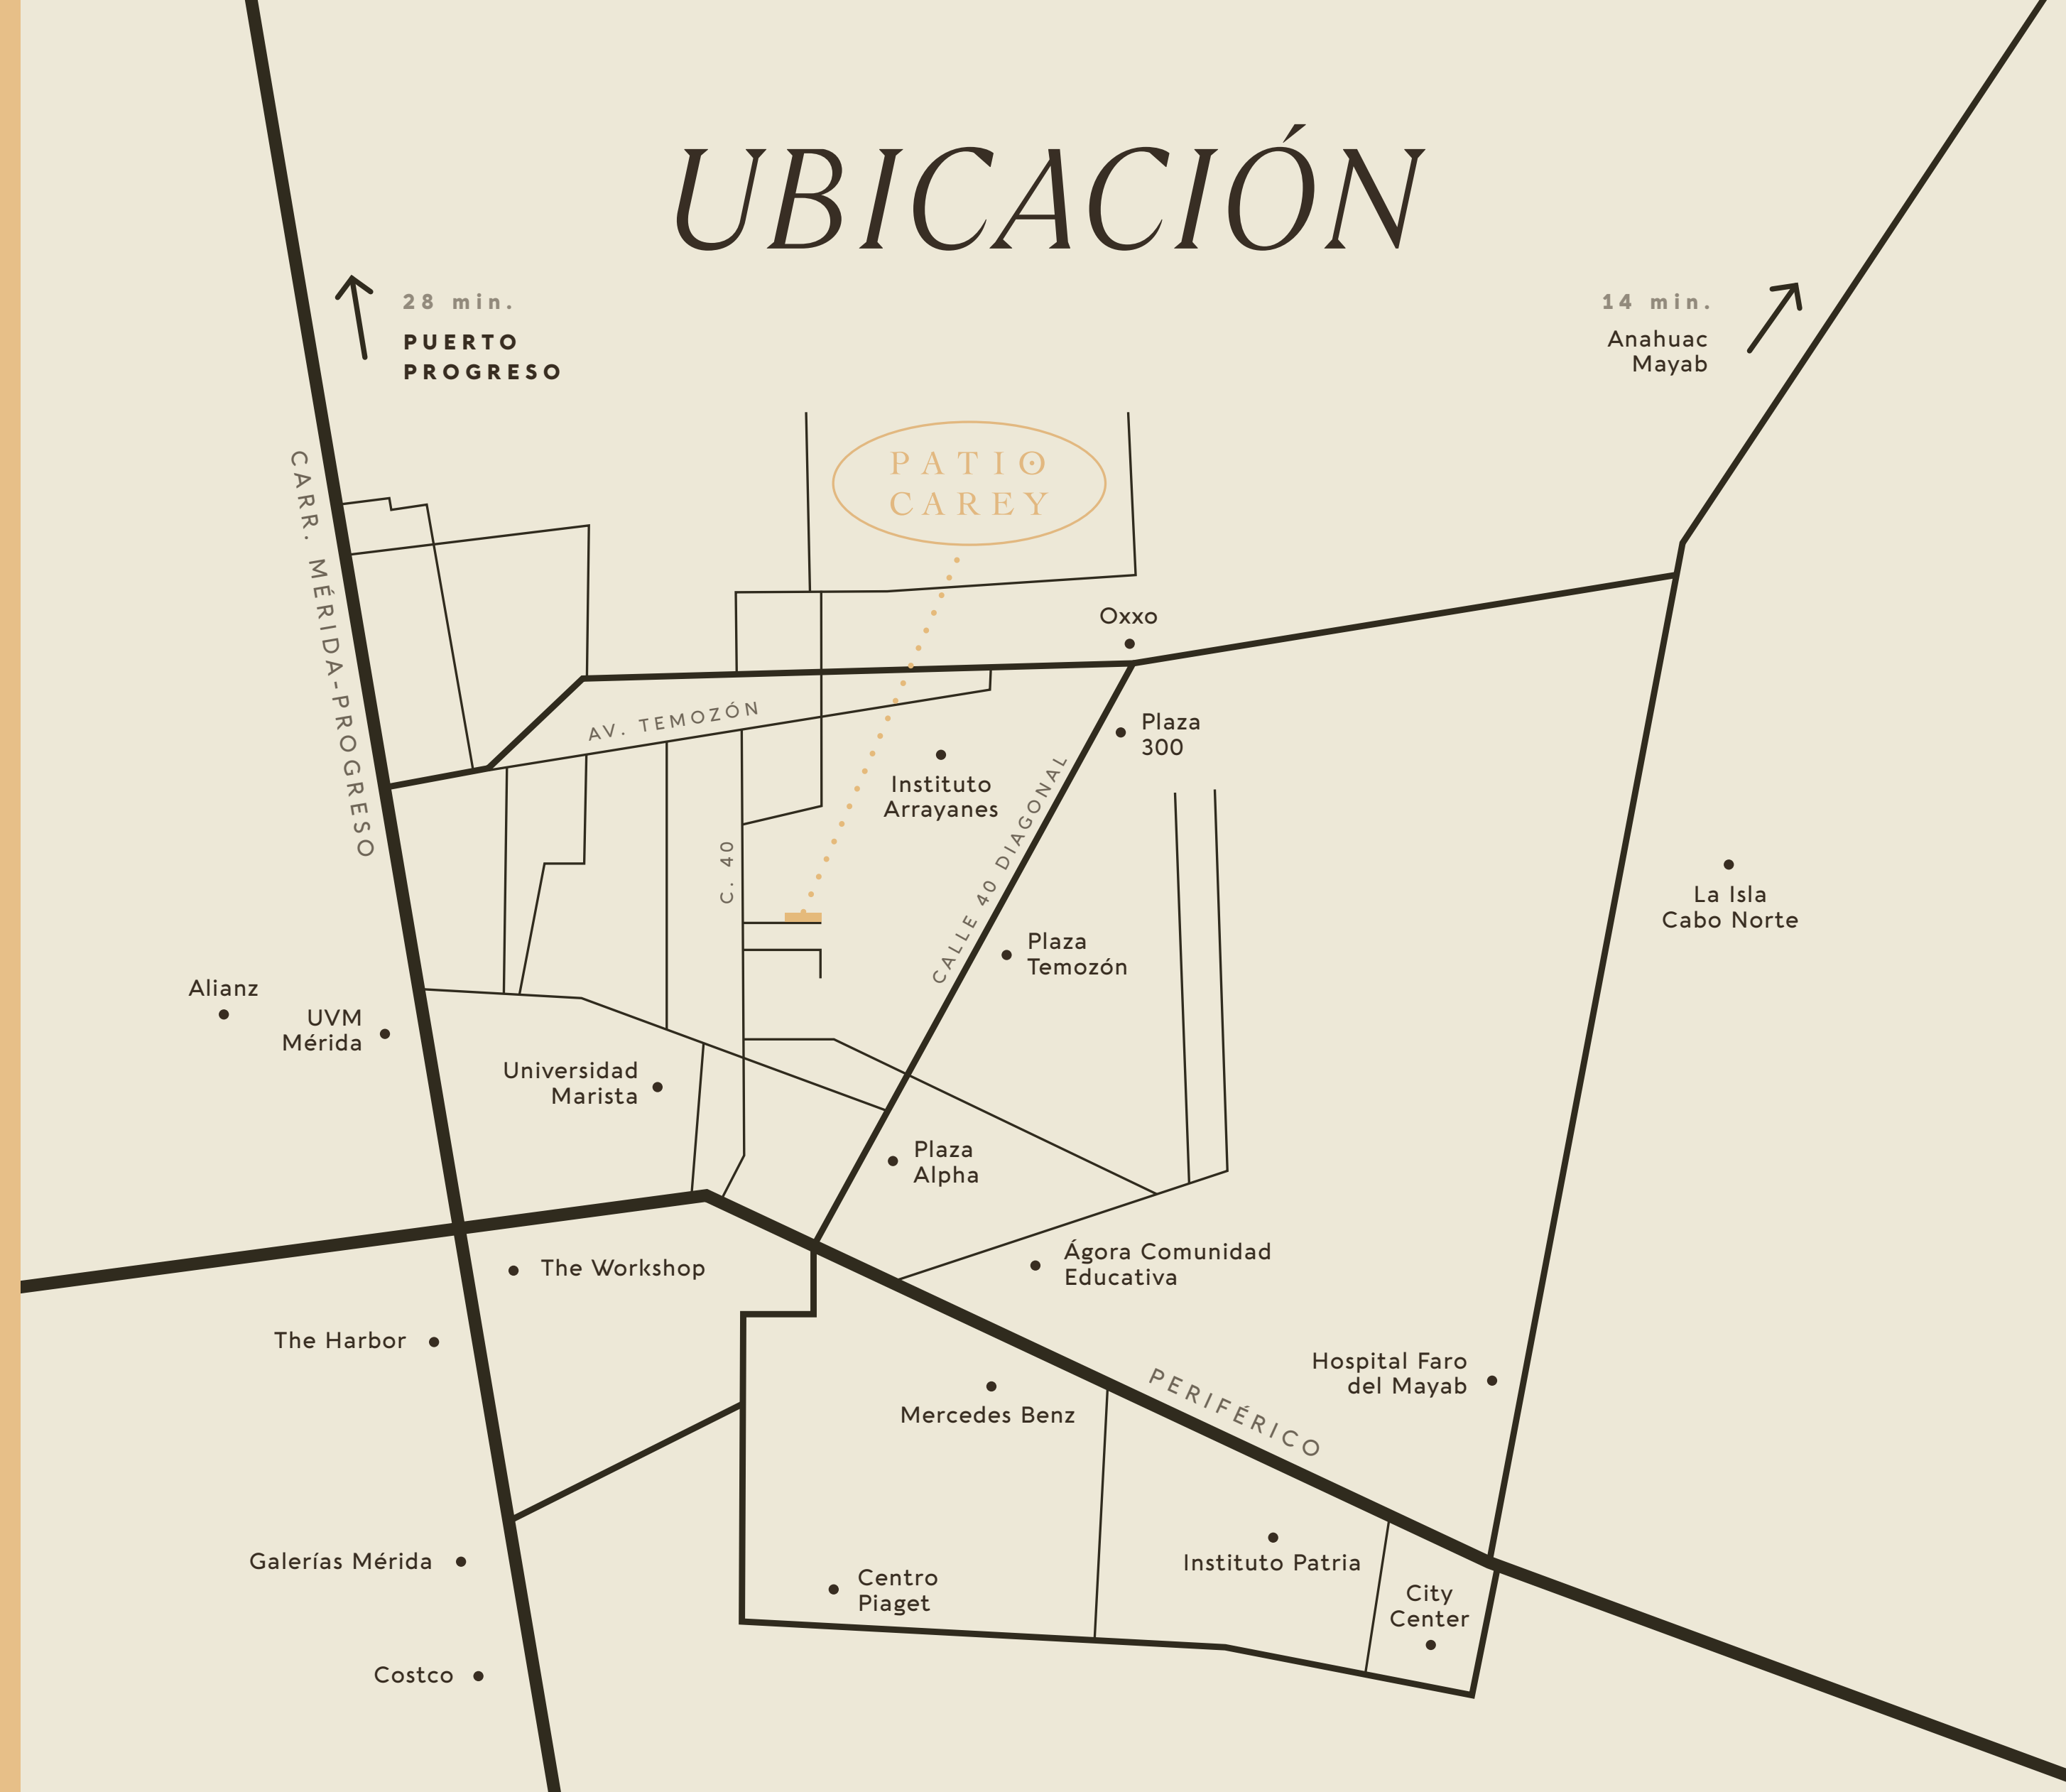 UBICACIÓN
28 min.
PUERTO
PROGRESO
14 min.
Anahuac
Mayab
PATIO
CAREY
CARR. MÉRIDA-PROGRESO
Oxxo
AV. TEMOZÓN
Plaza
300
Instituto
Arrayanes
C. 40
CALLE 40 DIAGONAL
La Isla
Cabo Norte
Plaza
Temozón
Alianz
UVM
Mérida
Universidad
Marista
Plaza
Alpha
The Workshop
Ágora Comunidad
Educativa
The Harbor
Hospital Faro
del Mayab
PERIFÉRICO
Mercedes Benz
Galerías Mérida
Instituto Patria
Centro
Piaget
City
Center
Costco